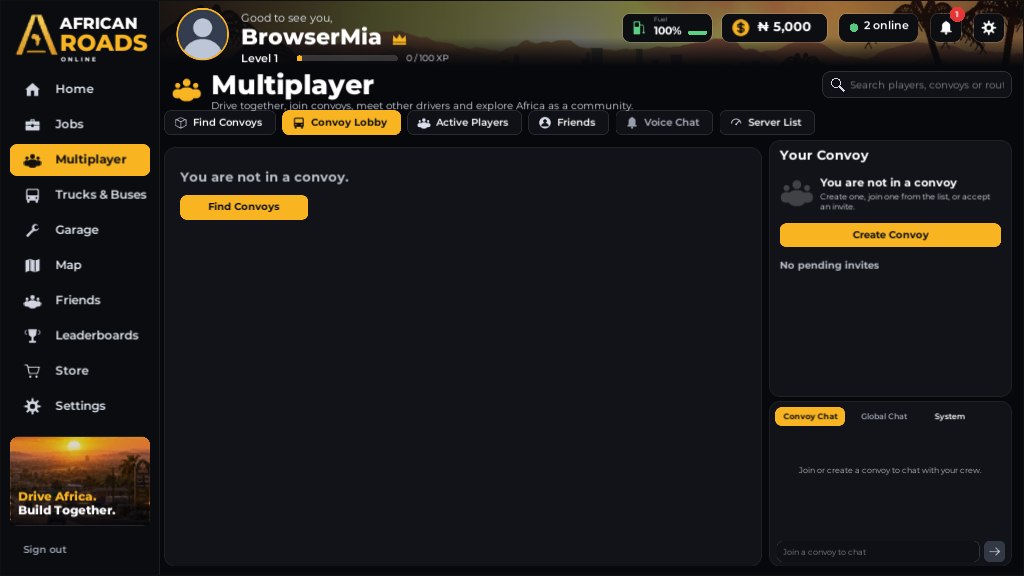 AFRICAN
ROADS
ONLINE
Home
Jobs
Multiplayer
Trucks & Buses
Garage
Map
Friends
Leaderboards
Store
Settings
Drive Africa.
Build Together.
Sign out
Good to see you,
BrowserMia
Level 1
0 / 100 XP
Fuel
100%
₦ 5,000
2 online
1
Multiplayer
Drive together, join convoys, meet other drivers and explore Africa as a community.
Search players, convoys or rout
Find Convoys
Convoy Lobby
Active Players
Friends
Voice Chat
Server List
You are not in a convoy.
Find Convoys
Your Convoy
You are not in a convoy
Create one, join one from the list, or accept
an invite.
Create Convoy
No pending invites
Convoy Chat
Global Chat
System
Join or create a convoy to chat with your crew.
Join a convoy to chat